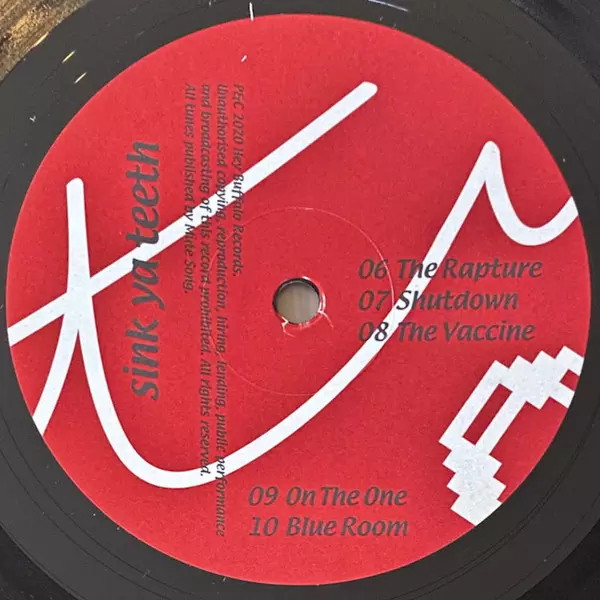 sink ya teeth
P&C 2020 Hey Buffalo Records.
Unauthorised copying, reproduction, hiring, lending, public performance
and broadcasting of this record prohibited. All rights reserved.
All tunes published by Mute Song.
06 The Rapture
07 Shutdown
08 The Vaccine
09 On The One
10 Blue Room